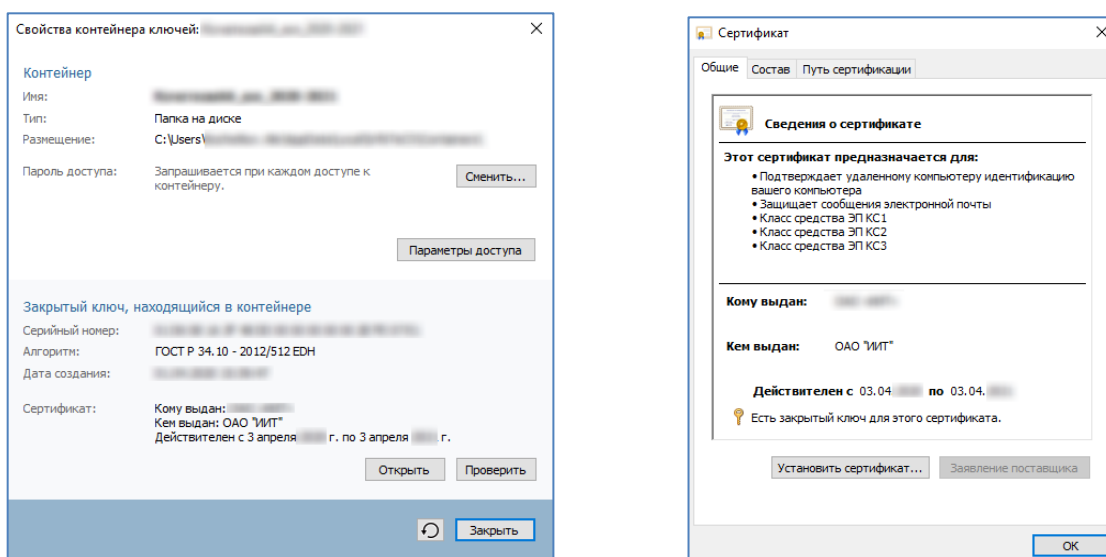 Свойства контейнера ключей:
Контейнер
Имя:
Тип: Папка на диске
Размещение: C:\Users\
Пароль доступа: Запрашивается при каждом доступе к
контейнеру.
Сменить...
Параметры доступа
Закрытый ключ, находящийся в контейнере
Серийный номер:
Алгоритм: ГОСТ Р 34.10 - 2012/512 EDH
Дата создания:
Сертификат: Кому выдан:
Кем выдан: ОАО "ИИТ"
Действителен с 3 апреля г. по 3 апреля г.
Открыть Проверить
Закрыть
Сертификат
Общие Состав Путь сертификации
Сведения о сертификате
Этот сертификат предназначается для:
• Подтверждает удаленному компьютеру идентификацию
вашего компьютера
• Защищает сообщения электронной почты
• Класс средства ЭП КС1
• Класс средства ЭП КС2
• Класс средства ЭП КС3
Кому выдан:
Кем выдан: ОАО "ИИТ"
Действителен с 03.04. по 03.04.
Есть закрытый ключ для этого сертификата.
Установить сертификат... Заявление поставщика
ОК